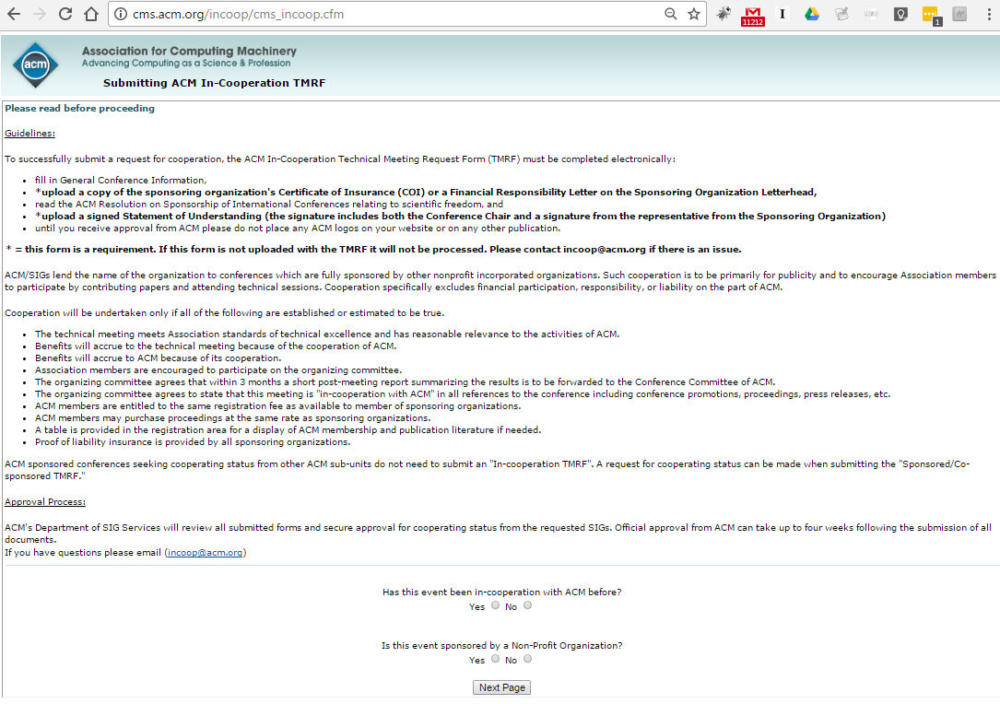 cms.acm.org/incoop/cms_incoop.cfm
11212
1
acm
Association for Computing Machinery
Advancing Computing as a Science & Profession
Submitting ACM In-Cooperation TMRF
Please read before proceeding
Guidelines:
To successfully submit a request for cooperation, the ACM In-Cooperation Technical Meeting Request Form (TMRF) must be completed electronically:
• fill in General Conference Information,
• *upload a copy of the sponsoring organization's Certificate of Insurance (COI) or a Financial Responsibility Letter on the Sponsoring Organization Letterhead,
• read the ACM Resolution on Sponsorship of International Conferences relating to scientific freedom, and
• *upload a signed Statement of Understanding (the signature includes both the Conference Chair and a signature from the representative from the Sponsoring Organization)
• until you receive approval from ACM please do not place any ACM logos on your website or on any other publication.
* = this form is a requirement. If this form is not uploaded with the TMRF it will not be processed. Please contact incoop@acm.org if there is an issue.
ACM/SIGs lend the name of the organization to conferences which are fully sponsored by other nonprofit incorporated organizations. Such cooperation is to be primarily for publicity and to encourage Association members
to participate by contributing papers and attending technical sessions. Cooperation specifically excludes financial participation, responsibility, or liability on the part of ACM.
Cooperation will be undertaken only if all of the following are established or estimated to be true.
• The technical meeting meets Association standards of technical excellence and has reasonable relevance to the activities of ACM.
• Benefits will accrue to the technical meeting because of the cooperation of ACM.
• Benefits will accrue to ACM because of its cooperation.
• Association members are encouraged to participate on the organizing committee.
• The organizing committee agrees that within 3 months a short post-meeting report summarizing the results is to be forwarded to the Conference Committee of ACM.
• The organizing committee agrees to state that this meeting is "in-cooperation with ACM" in all references to the conference including conference promotions, proceedings, press releases, etc.
• ACM members are entitled to the same registration fee as available to member of sponsoring organizations.
• ACM members may purchase proceedings at the same rate as sponsoring organizations.
• A table is provided in the registration area for a display of ACM membership and publication literature if needed.
• Proof of liability insurance is provided by all sponsoring organizations.
ACM sponsored conferences seeking cooperating status from other ACM sub-units do not need to submit an "In-cooperation TMRF". A request for cooperating status can be made when submitting the "Sponsored/Co-
sponsored TMRF."
Approval Process:
ACM's Department of SIG Services will review all submitted forms and secure approval for cooperating status from the requested SIGs. Official approval from ACM can take up to four weeks following the submission of all
documents.
If you have questions please email (incoop@acm.org)
Has this event been in-cooperation with ACM before?
Yes No
Is this event sponsored by a Non-Profit Organization?
Yes No
Next Page